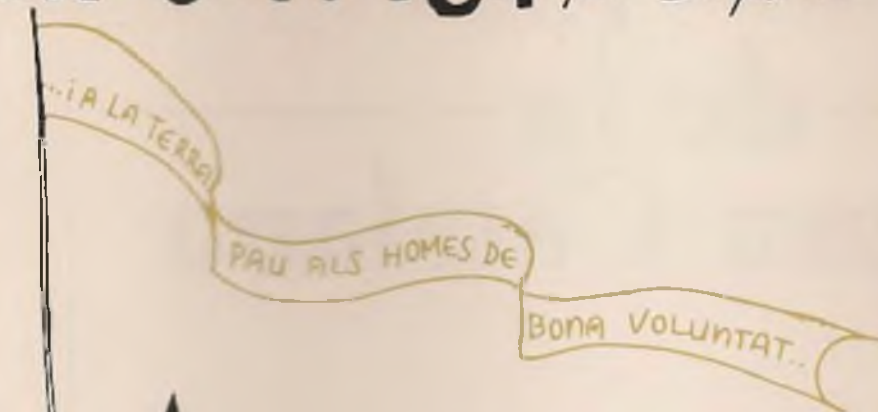 ...i A LA TERRA
PAU ALS HOMES DE
BONA VOLUNTAT..